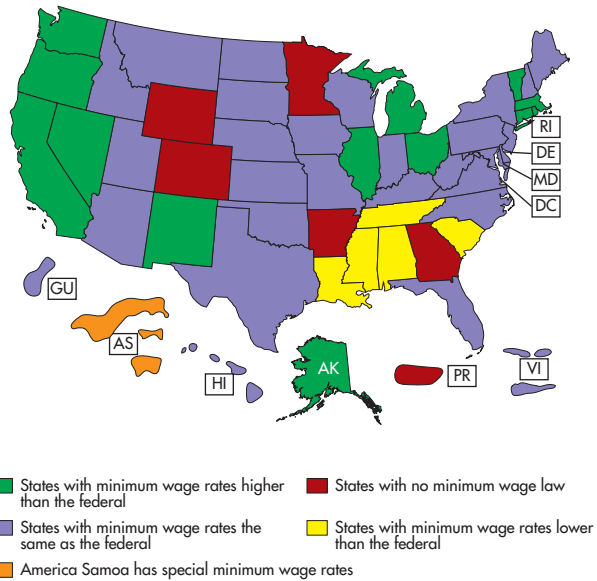 RI
DE
MD
DC
GU
AS
HI
AK
PR
VI
States with minimum wage rates higher
than the federal
States with no minimum wage law
States with minimum wage rates the
same as the federal
States with minimum wage rates lower
than the federal
America Samoa has special minimum wage rates